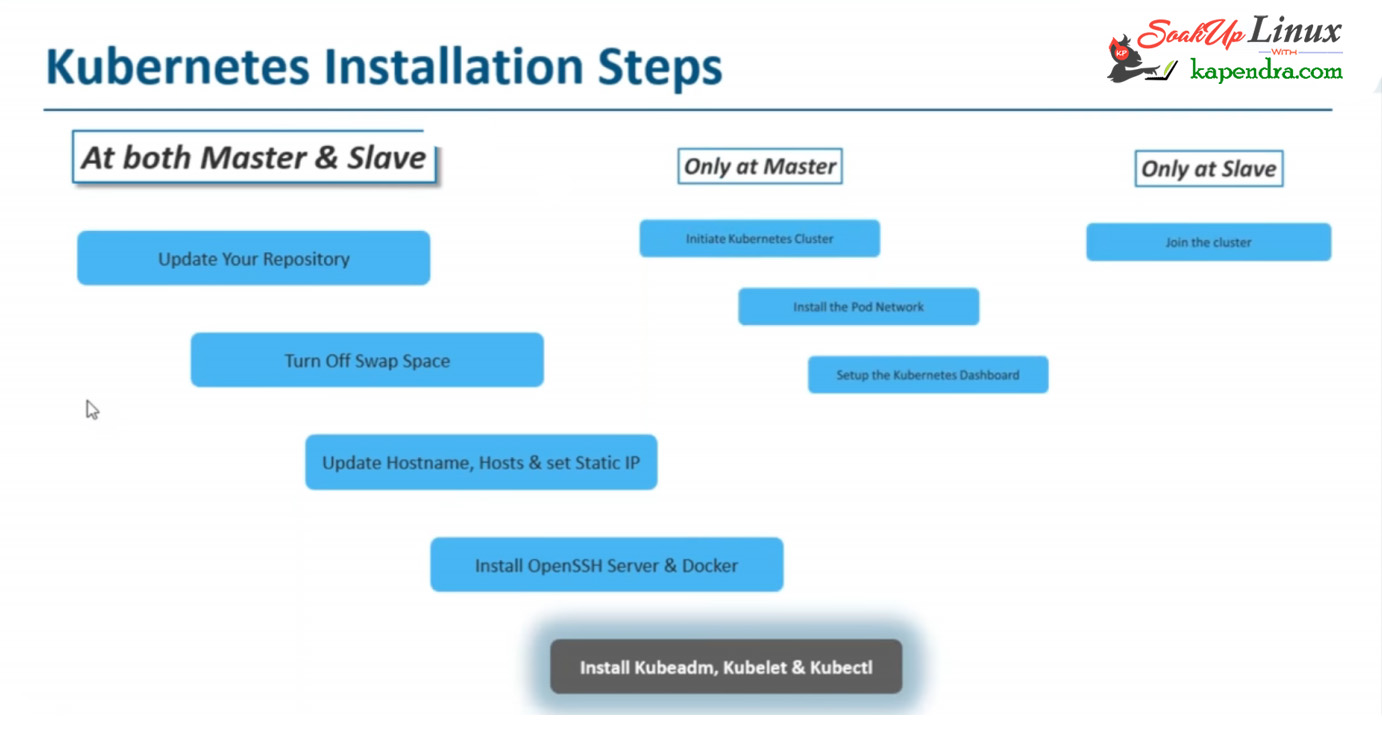 Kubernetes Installation Steps
SoakUp Linux
WITH
KP
kapendra.com
At both Master & Slave
Update Your Repository
Turn Off Swap Space
Update Hostname, Hosts & set Static IP
Install OpenSSH Server & Docker
Install Kubeadm, Kubelet & Kubectl
Only at Master
Initiate Kubernetes Cluster
Install the Pod Network
Setup the Kubernetes Dashboard
Only at Slave
Join the cluster